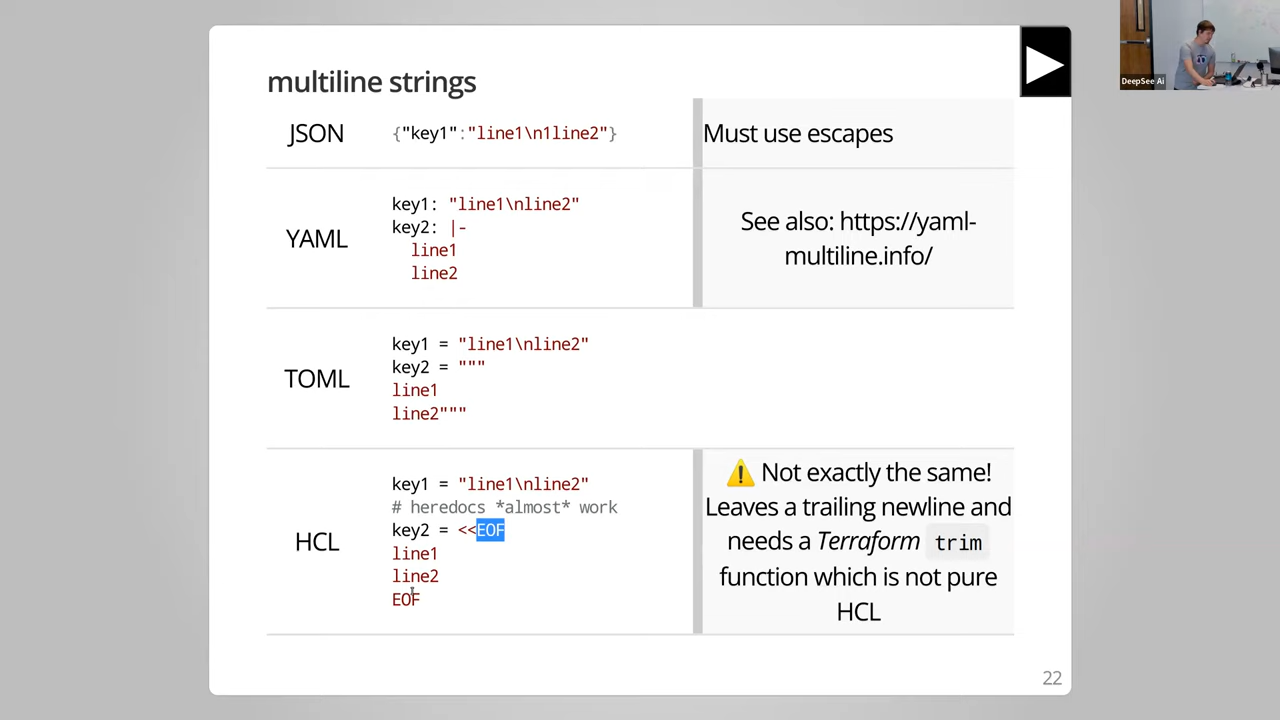 multiline strings
DeepSee Ai
JSON
{"key1":"line1\n1line2"}
Must use escapes
YAML
key1: "line1\nline2"
key2: |-
line1
line2
See also: https://yaml-
multiline.info/
TOML
key1 = "line1\nline2"
key2 = """
line1
line2"""
HCL
key1 = "line1\nline2"
# heredocs *almost* work
key2 = <<EOF
line1
line2
EOF
⚠️ Not exactly the same!
Leaves a trailing newline and
needs a Terraform trim
function which is not pure
HCL
22